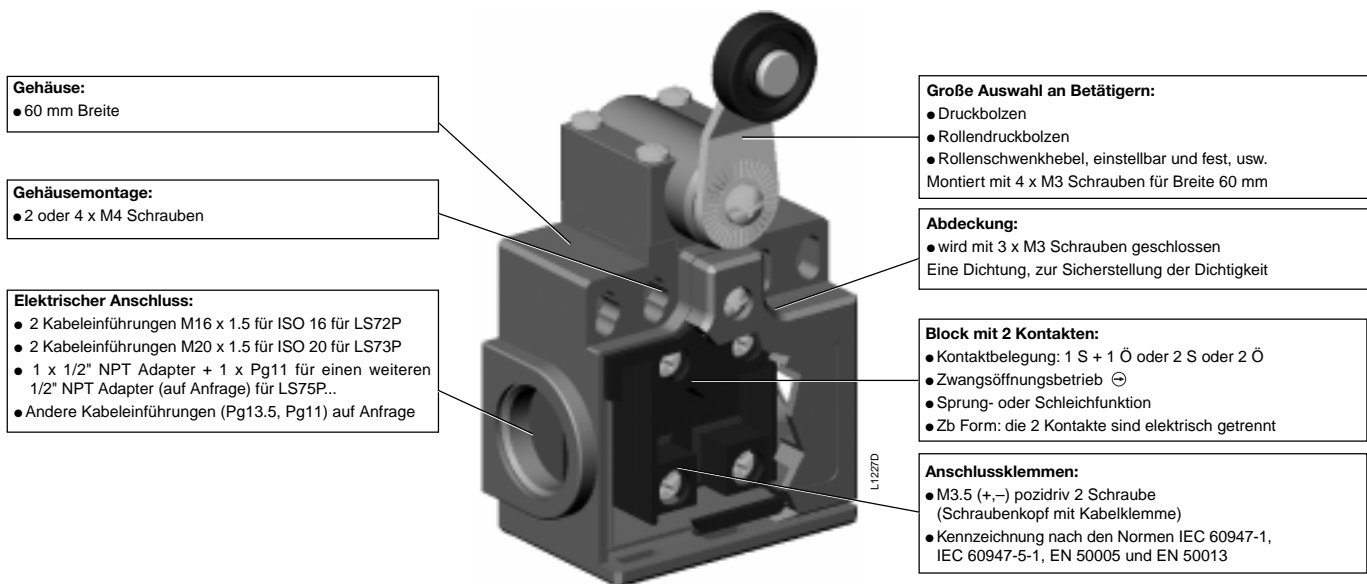 Gehäuse:
● 60 mm Breite
Gehäusemontage:
● 2 oder 4 x M4 Schrauben
Elektrischer Anschluss:
● 2 Kabeleinführungen M16 x 1.5 für ISO 16 für LS72P
● 2 Kabeleinführungen M20 x 1.5 für ISO 20 für LS73P
● 1 x 1/2" NPT Adapter + 1 x Pg11 für einen weiteren
1/2" NPT Adapter (auf Anfrage) für LS75P...
● Andere Kabeleinführungen (Pg13.5, Pg11) auf Anfrage
Große Auswahl an Betätigern:
● Druckbolzen
● Rollendruckbolzen
● Rollenschwenkhebel, einstellbar und fest, usw.
Montiert mit 4 x M3 Schrauben für Breite 60 mm
Abdeckung:
● wird mit 3 x M3 Schrauben geschlossen
Eine Dichtung, zur Sicherstellung der Dichtigkeit
Block mit 2 Kontakten:
● Kontaktbelegung: 1 S + 1 Ö oder 2 S oder 2 Ö
● Zwangsöffnungsbetrieb
● Sprung- oder Schleichfunktion
● Zb Form: die 2 Kontakte sind elektrisch getrennt
Anschlussklemmen:
● M3.5 (+,–) pozidriv 2 Schraube
(Schraubenkopf mit Kabelklemme)
● Kennzeichnung nach den Normen IEC 60947-1,
IEC 60947-5-1, EN 50005 und EN 50013
L1227D